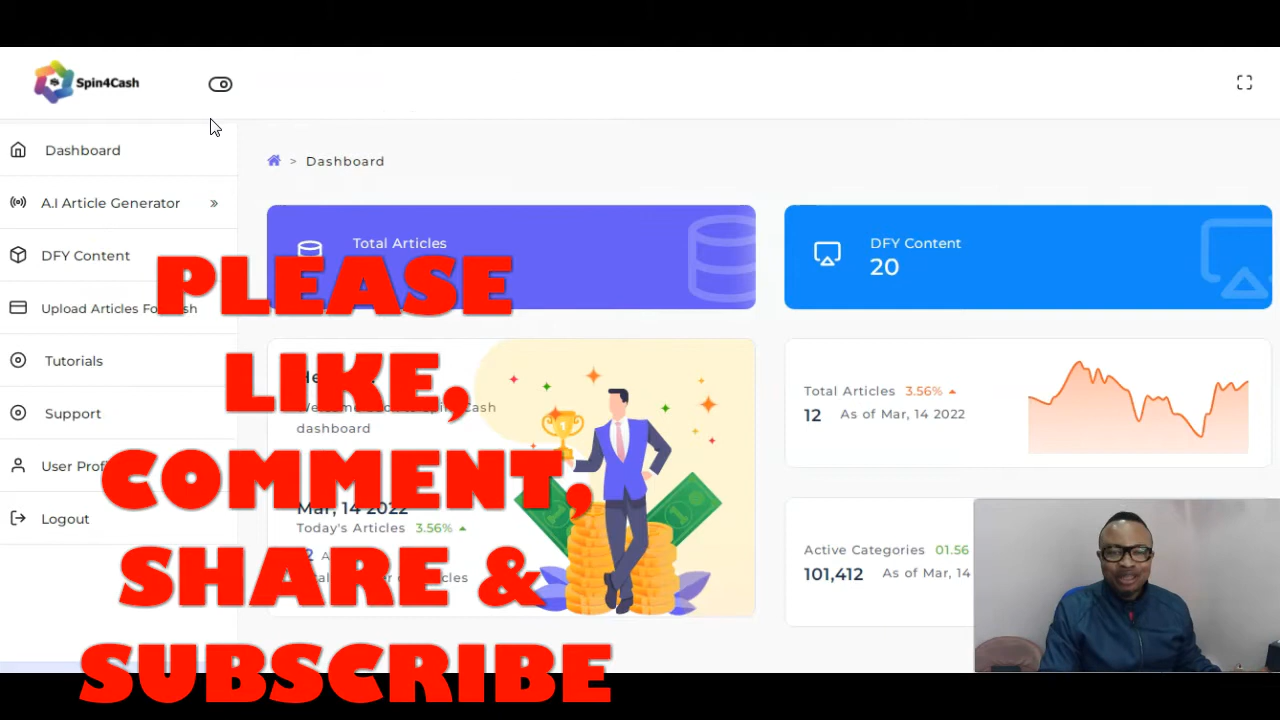 Spin4Cash
Dashboard
A.I Article Generator »
DFY Content
Upload Articles For
Tutorials
Support
User
Logout
> Dashboard
Total Articles
DFY Content
20
dashboard
Mar, 14 2022
Today's Articles 3.56%
Total Articles 3.56%
12 As of Mar, 14 2022
Active Categories 01.56
101,412 As of Mar, 14
PLEASE
LIKE,
COMMENT,
SHARE &
SUBSCRIBE